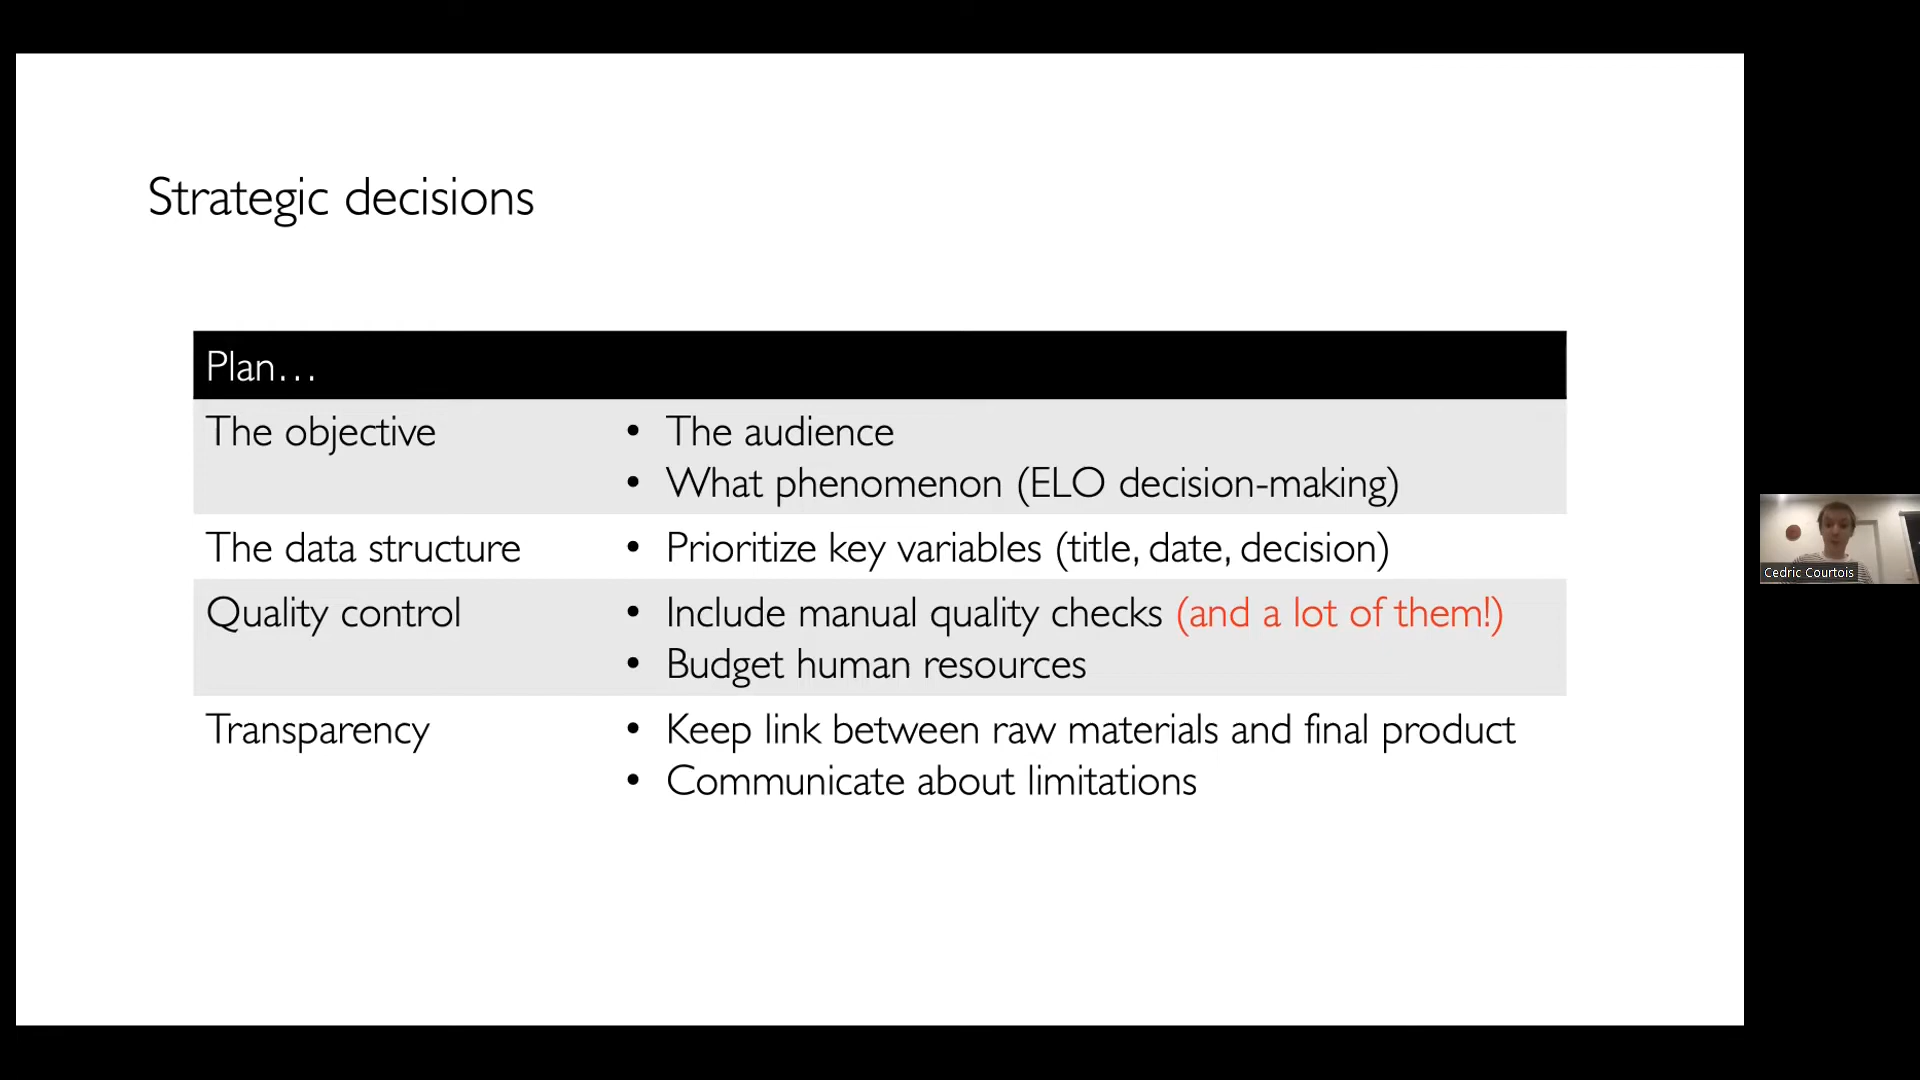 Strategic decisions
Plan…
The objective
• The audience
• What phenomenon (ELO decision-making)
The data structure
• Prioritize key variables (title, date, decision)
Quality control
• Include manual quality checks (and a lot of them!)
• Budget human resources
Transparency
• Keep link between raw materials and final product
• Communicate about limitations
Cedric Courtois